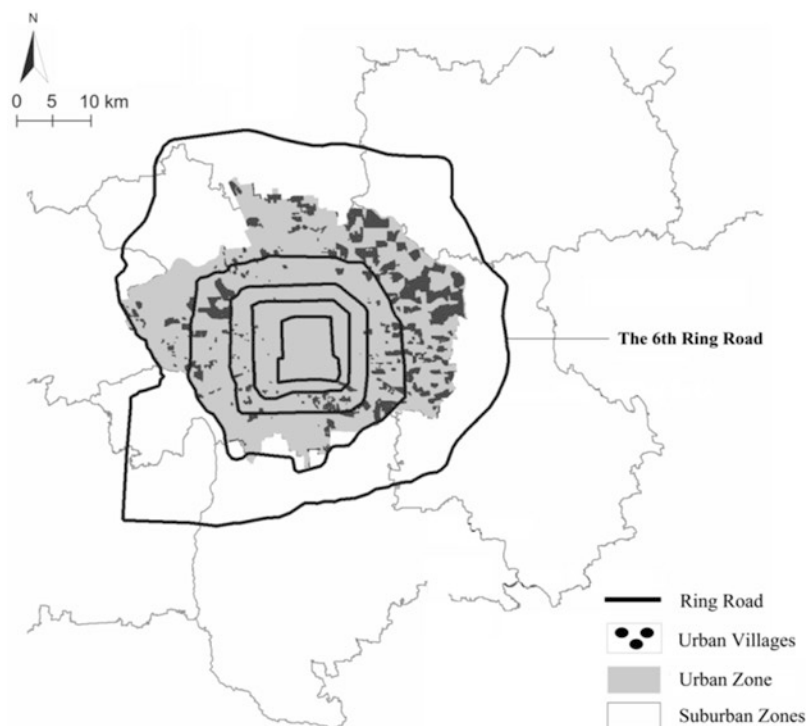 N
0 5 10 km
The 6th Ring Road
Ring Road
Urban Villages
Urban Zone
Suburban Zones